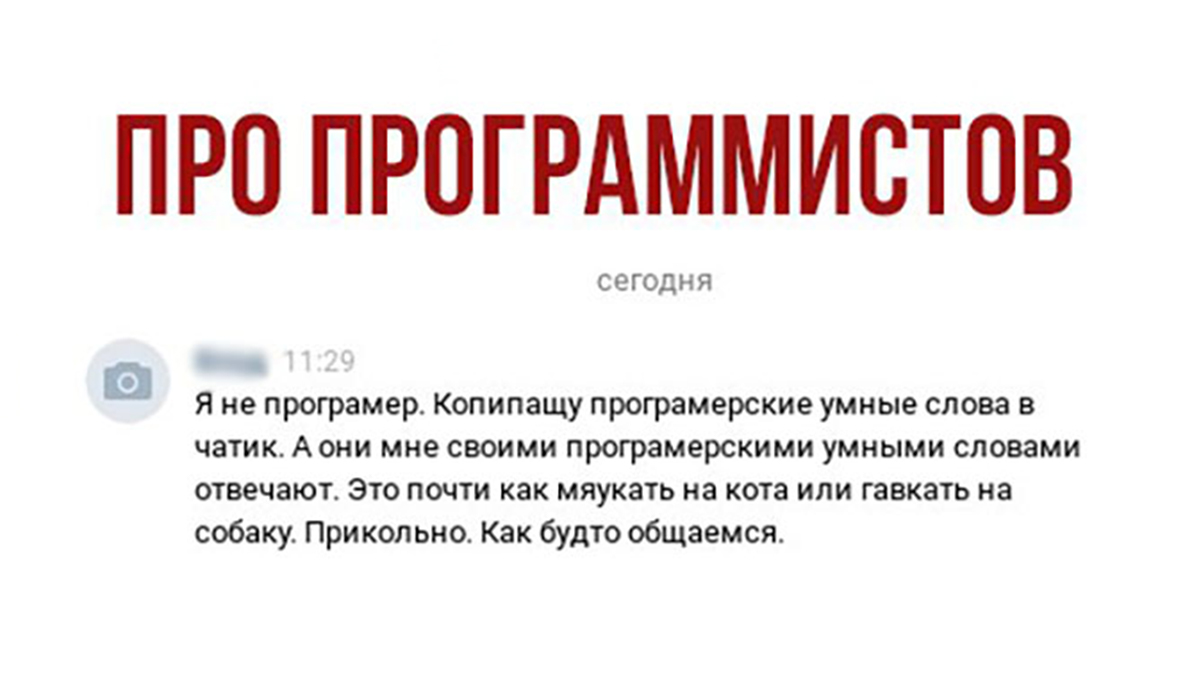 ПРО ПРОГРАММИСТОВ
сегодня
11:29
Я не програмер. Копипащу програмерские умные слова в
чатик. А они мне своими програмерскими умными словами
отвечают. Это почти как мяукать на кота или гавкать на
собаку. Прикольно. Как будто общаемся.